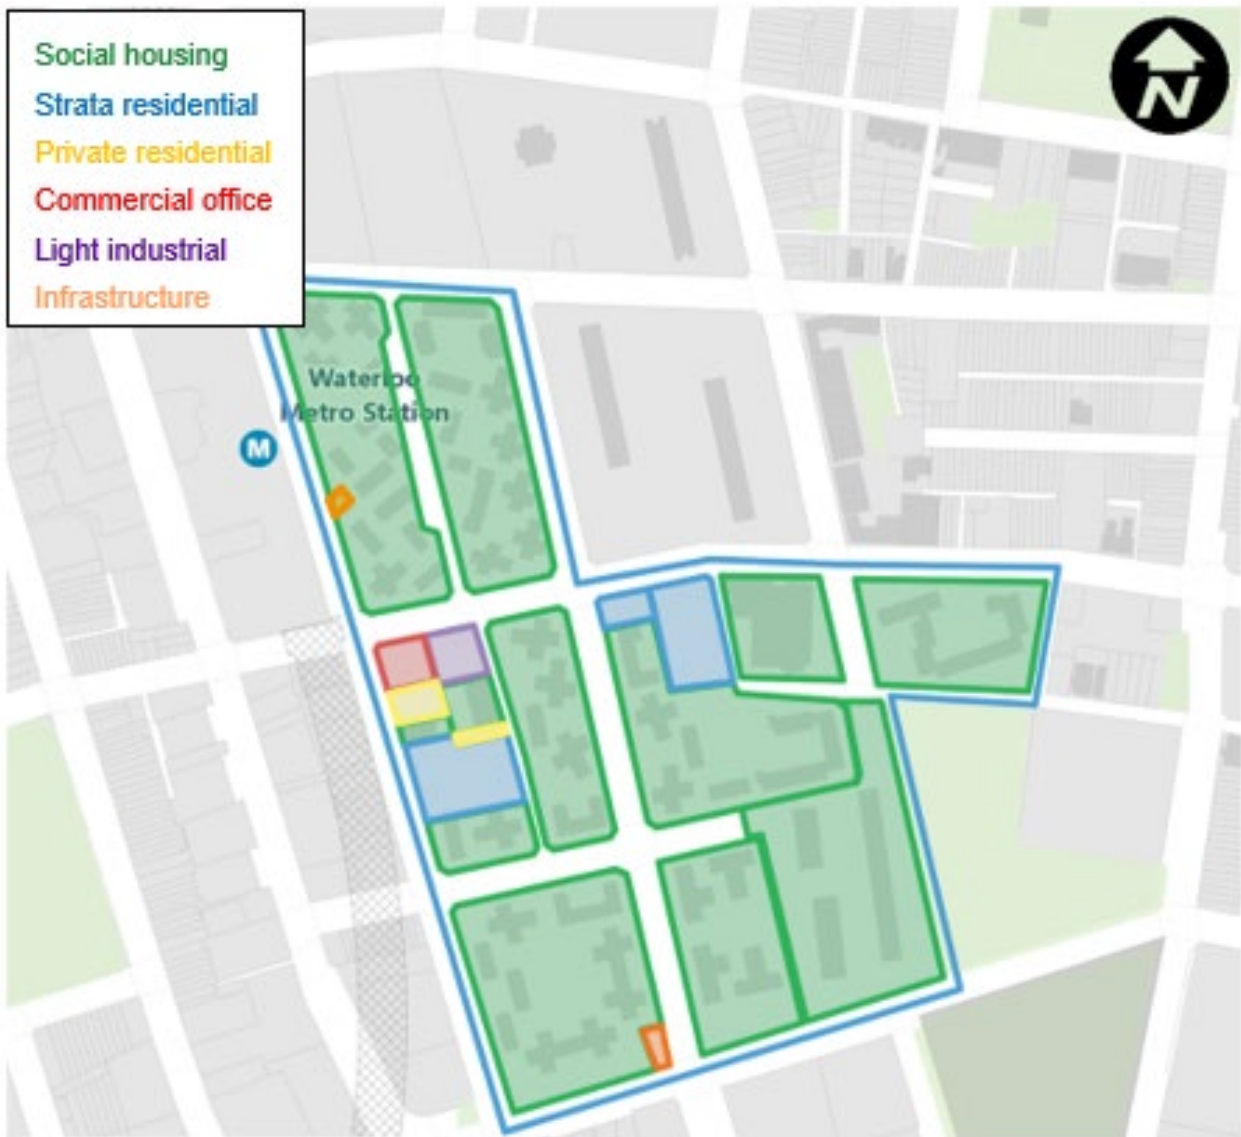 Social housing
Strata residential
Private residential
Commercial office
Light industrial
Infrastructure
N
Waterloo
Metro Station
M